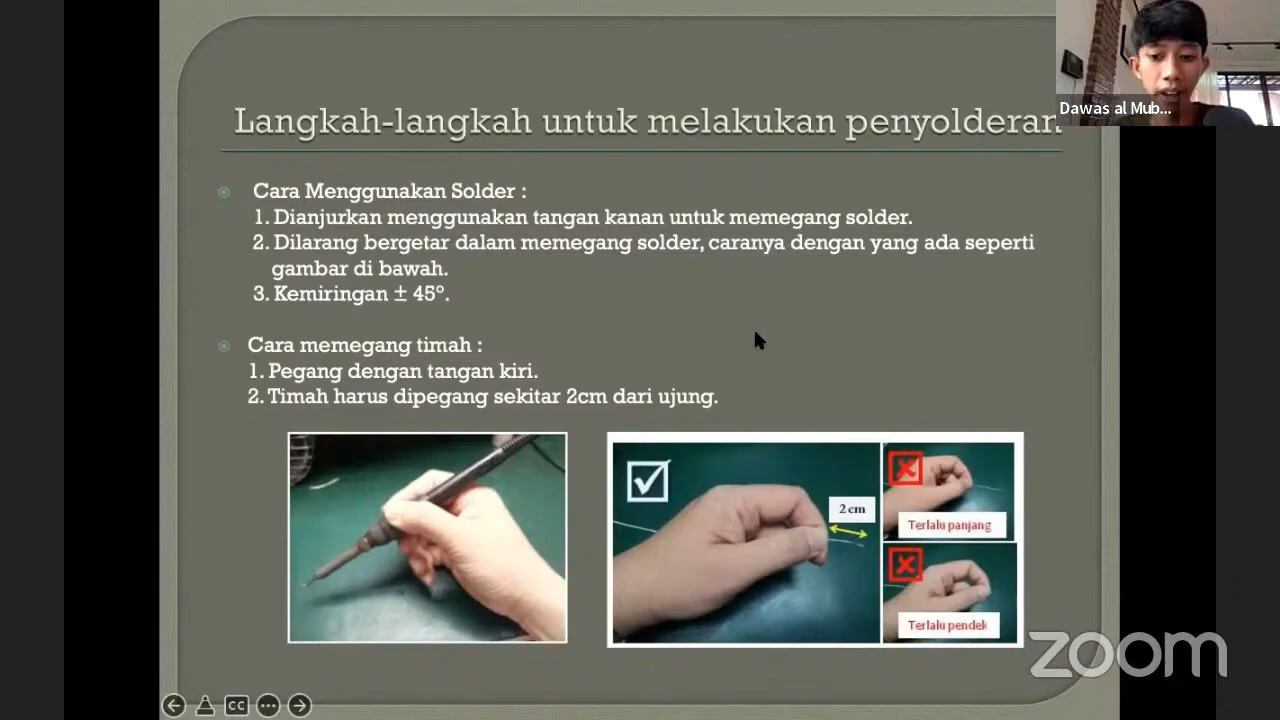 Dawas al Mub...
Langkah-langkah untuk melakukan penyolderan
Cara Menggunakan Solder :
1. Dianjurkan menggunakan tangan kanan untuk memegang solder.
2. Dilarang bergetar dalam memegang solder, caranya dengan yang ada seperti
gambar di bawah.
3. Kemiringan ± 45°.
Cara memegang timah :
1. Pegang dengan tangan kiri.
2. Timah harus dipegang sekitar 2cm dari ujung.
2 cm
Terlalu panjang
Terlalu pendek
zoom
CC